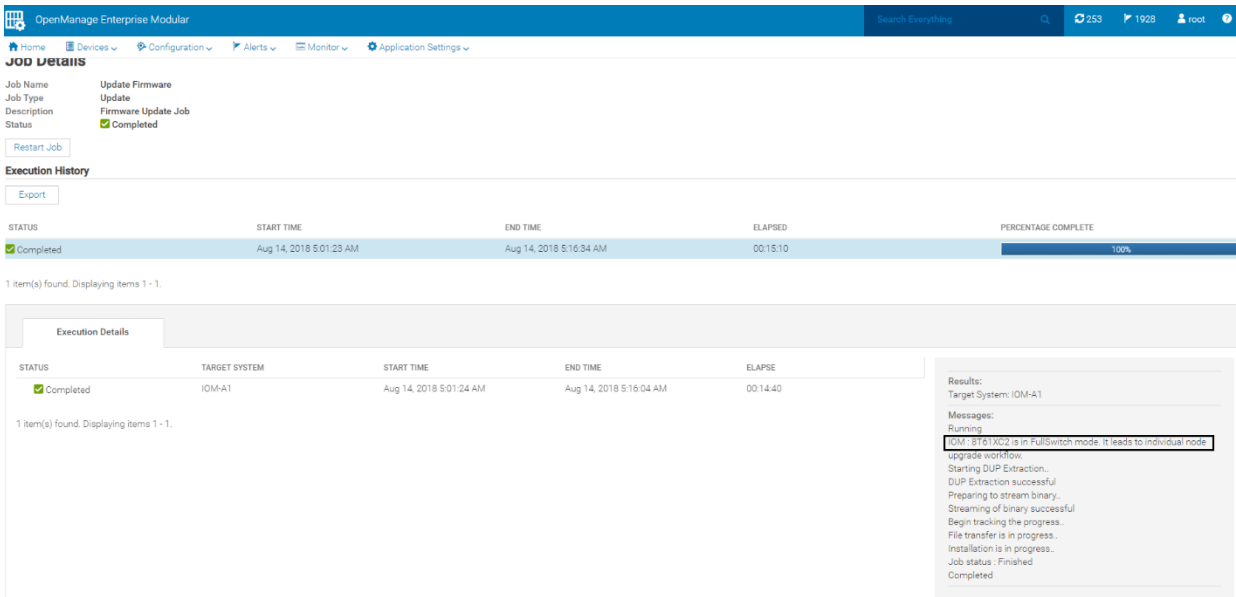 OpenManage Enterprise Modular
Search Everything 253 1928 root ?
Home Devices Configuration Alerts Monitor Application Settings
Job Details
Job Name Update Firmware
Job Type Update
Description Firmware Update Job
Status Completed
Restart Job
Execution History
Export
STATUS START TIME END TIME ELAPSED PERCENTAGE COMPLETE
Completed Aug 14, 2018 5:01:23 AM Aug 14, 2018 5:16:34 AM 00:15:10 100%
1 item(s) found. Displaying items 1 - 1.
Execution Details
STATUS TARGET SYSTEM START TIME END TIME ELAPSE
Completed IOM-A1 Aug 14, 2018 5:01:24 AM Aug 14, 2018 5:16:04 AM 00:14:40
1 item(s) found. Displaying items 1 - 1.
Results:
Target System: IOM-A1
Messages:
Running
IOM : 8T61XC2 is in FullSwitch mode. It leads to individual node
upgrade workflow.
Starting DUP Extraction..
DUP Extraction successful
Preparing to stream binary..
Streaming of binary successful
Begin tracking the progress..
File transfer is in progress..
Installation is in progress..
Job status : Finished
Completed